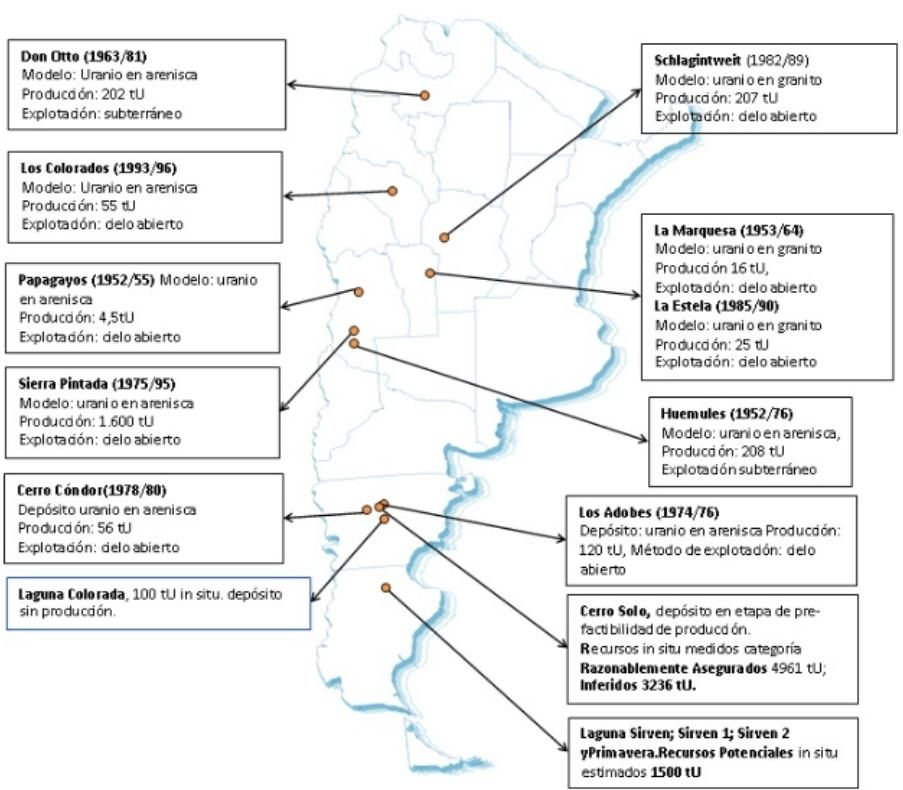 Don Otto (1963/81)
Modelo: Uranio en arenisca
Producción: 202 tU
Explotación: subterráneo
Los Colorados (1993/96)
Modelo: Uranio en arenisca
Producción: 55 tU
Explotación: cielo abierto
Papagayos (1952/55) Modelo: uranio
en arenisca
Producción: 4,5tU
Explotación: cielo abierto
Sierra Pintada (1975/95)
Modelo: uranio en arenisca
Producción: 1.600 tU
Explotación: cielo abierto
Cerro Cóndor(1978/80)
Depósito uranio en arenisca
Producción: 56 tU
Explotación: cielo abierto
Laguna Colorada, 100 tU in situ. depósito
sin producción.
Schlagintweit (1982/89)
Modelo: uranio en granito
Producción: 207 tU
Explotación: cielo abierto
La Marquesa (1953/64)
Modelo: uranio en granito
Producción 16 tU,
Explotación: cielo abierto
La Estela (1985/90)
Modelo: uranio en granito
Producción: 25 tU
Explotación: cielo abierto
Huemules (1952/76)
Modelo: uranio en arenisca,
Producción: 208 tU
Explotación subterráneo
Los Adobes (1974/76)
Depósito: uranio en arenisca Producción:
120 tU, Método de explotación: cielo
abierto
Cerro Solo, depósito en etapa de pre-
factibilidad de producción.
Recursos in situ medidos categoría
Razonablemente Asegurados 4961 tU;
Inferidos 3236 tU.
Laguna Sirven; Sirven 1; Sirven 2
yPrimavera.Recursos Potenciales in situ
estimados 1500 tU